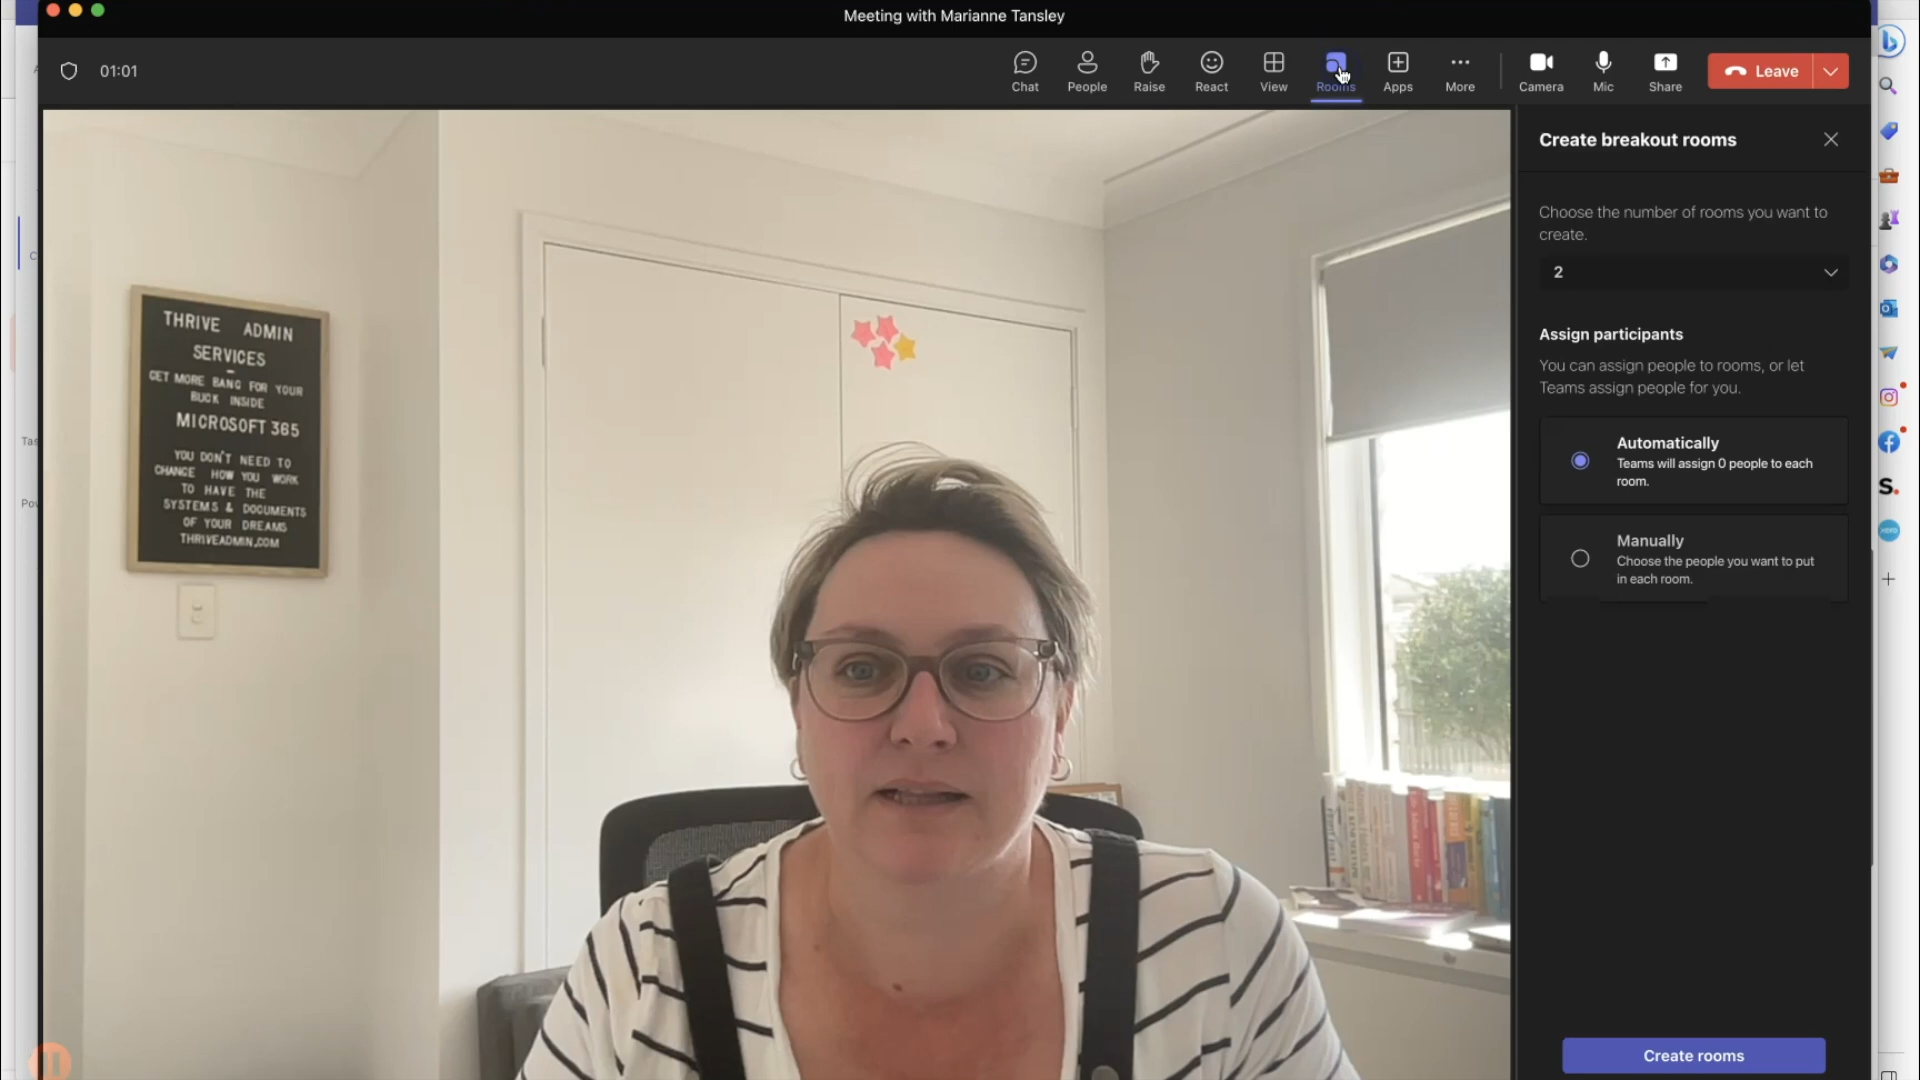 Meeting with Marianne Tansley
01:01
Chat
People
Raise
React
View
Rooms
Apps
More
Camera
Mic
Share
Leave
Create breakout rooms
Choose the number of rooms you want to
create.
2
Assign participants
You can assign people to rooms, or let
Teams assign people for you.
Automatically
Teams will assign 0 people to each
room.
Manually
Choose the people you want to put
in each room.
Create rooms
THRIVE ADMIN
SERVICES
GET MORE BANG FOR YOUR
BUCK INSIDE
MICROSOFT 365
YOU DON'T NEED TO
CHANGE HOW YOU WORK
TO HAVE THE
SYSTEMS & DOCUMENTS
OF YOUR DREAMS
THRIVEADMIN.COM
Tas
S.